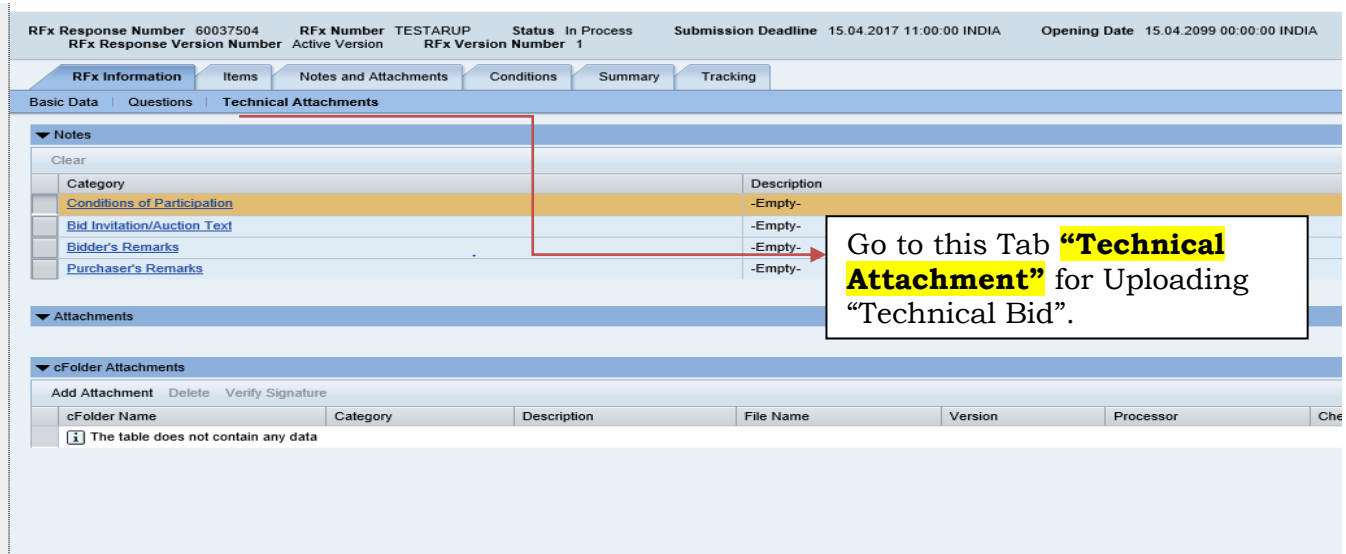 RFx Response Number 60037504 RFx Number TESTARUP Status In Process Submission Deadline 15.04.2017 11:00:00 INDIA Opening Date 15.04.2099 00:00:00 INDIA
RFx Response Version Number Active Version RFx Version Number 1
RFx Information Items Notes and Attachments Conditions Summary Tracking
Basic Data | Questions | Technical Attachments
Notes
Clear
Category Description
Conditions of Participation -Empty-
Bid Invitation/Auction Text -Empty-
Bidder's Remarks -Empty-
Purchaser's Remarks -Empty-
Go to this Tab “Technical
Attachment” for Uploading
“Technical Bid”.
Attachments
cFolder Attachments
Add Attachment Delete Verify Signature
cFolder Name Category Description File Name Version Processor Che
The table does not contain any data